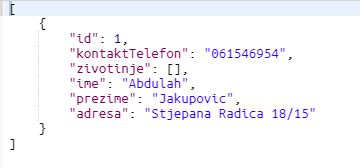 [
    {
        "id": 1,
        "kontaktTelefon": "061546954",
        "zivotinje": [],
        "ime": "Abdulah",
        "prezime": "Jakupovic",
        "adresa": "Stjepana Radica 18/15"
    }
]